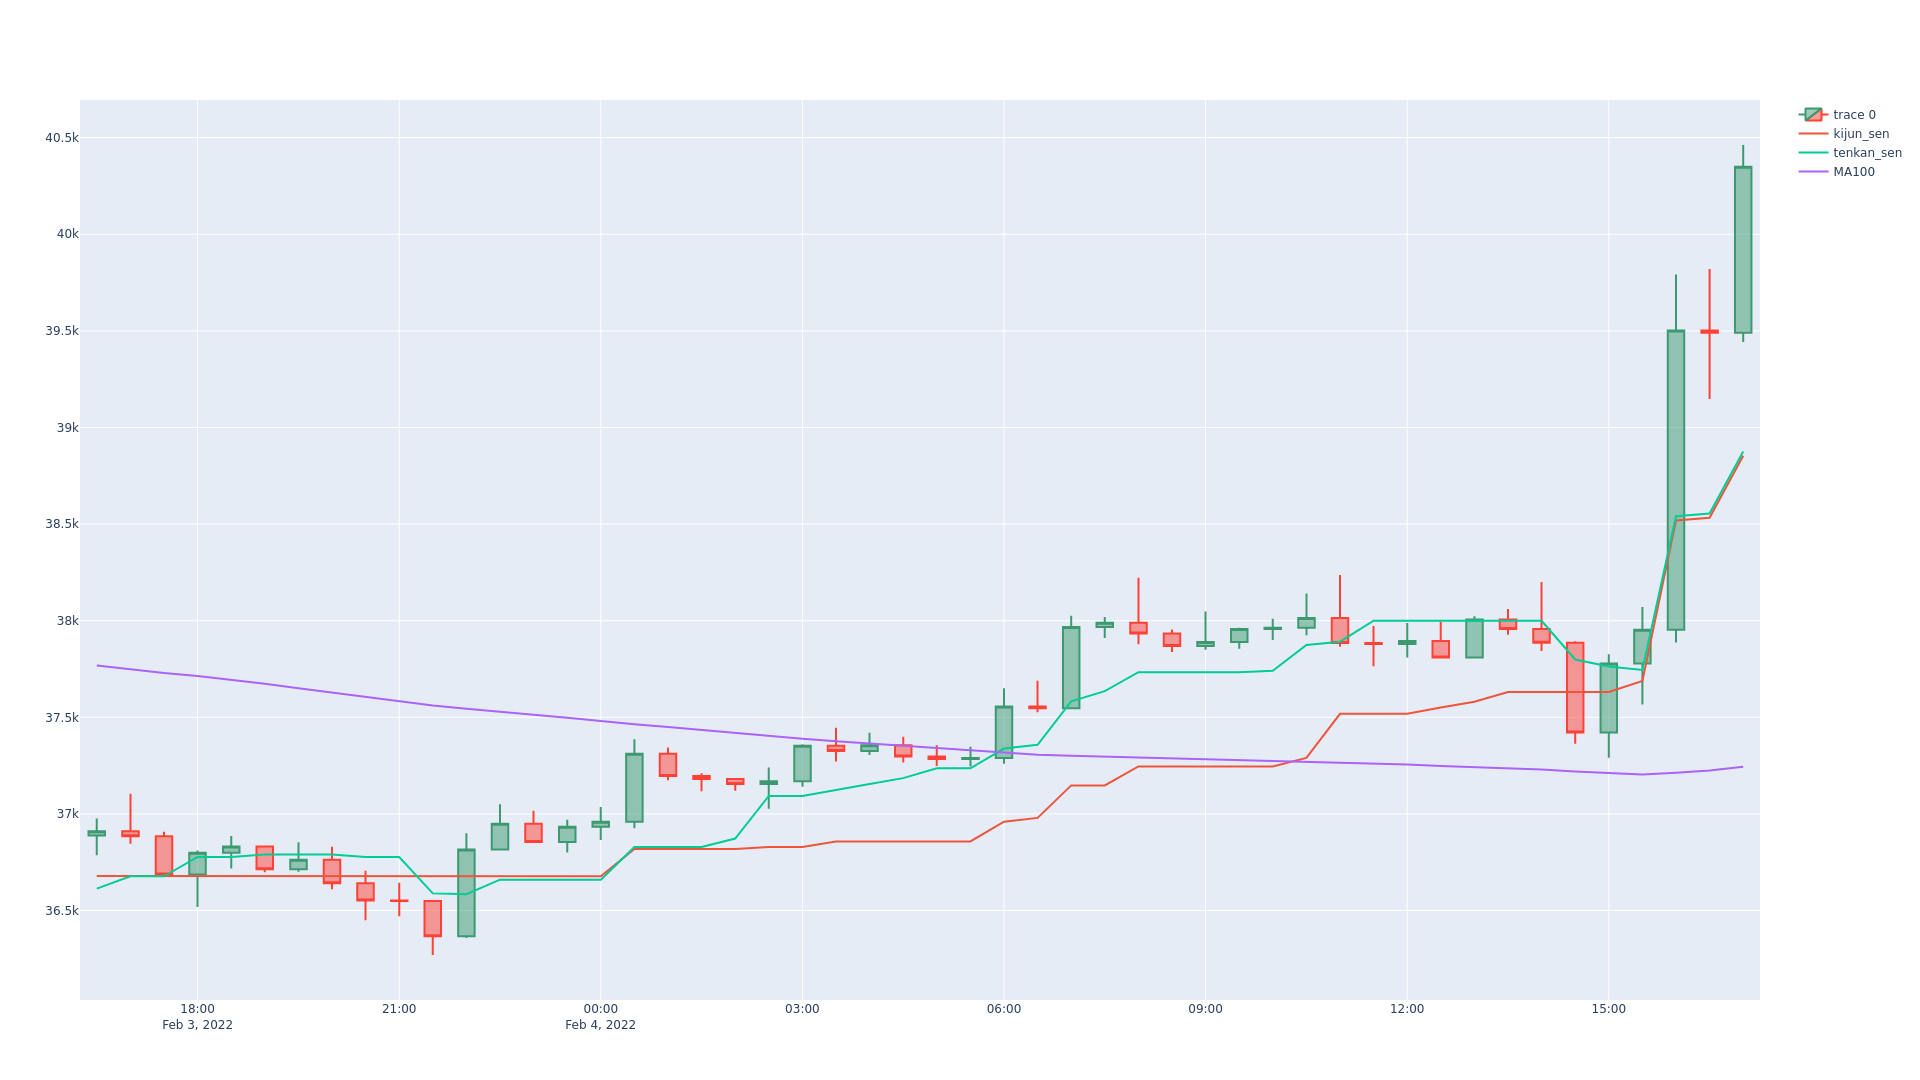 40.5k
40k
39.5k
39k
38.5k
38k
37.5k
37k
36.5k
18:00 21:00 00:00 03:00 06:00 09:00 12:00 15:00
Feb 3, 2022 Feb 4, 2022
trace 0
kijun_sen
tenkan_sen
MA100